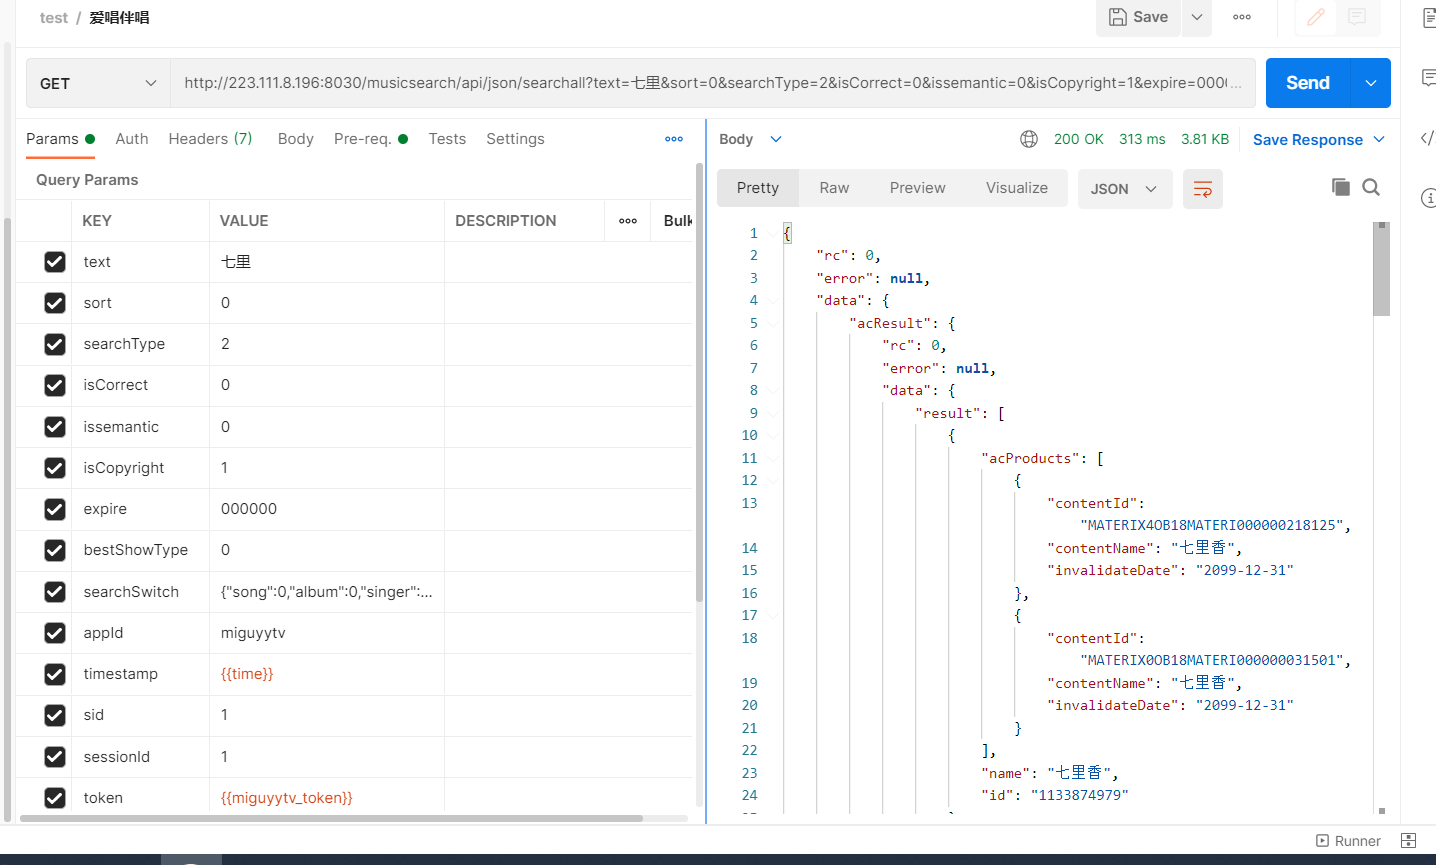 test / 爱唱伴唱
Save
GET
http://223.111.8.196:8030/musicsearch/api/json/searchall?text=七里&sort=0&searchType=2&isCorrect=0&issemantic=0&isCopyright=1&expire=000(...
Send
Params
Auth
Headers (7)
Body
Pre-req.
Tests
Settings
Query Params
KEY VALUE DESCRIPTION Bulk
text 七里
sort 0
searchType 2
isCorrect 0
issemantic 0
isCopyright 1
expire 000000
bestShowType 0
searchSwitch {"song":0,"album":0,"singer":...
appId miguyytv
timestamp {{time}}
sid 1
sessionId 1
token {{miguyytv_token}}
Body 200 OK 313 ms 3.81 KB Save Response
Pretty Raw Preview Visualize JSON
1 {
2 "rc": 0,
3 "error": null,
4 "data": {
5 "acResult": {
6 "rc": 0,
7 "error": null,
8 "data": {
9 "result": [
10 {
11 "acProducts": [
12 {
13 "contentId":
"MATERIX4OB18MATERI000000218125",
14 "contentName": "七里香",
15 "invalidateDate": "2099-12-31"
16 },
17 {
18 "contentId":
"MATERIX0OB18MATERI000000031501",
19 "contentName": "七里香",
20 "invalidateDate": "2099-12-31"
21 }
22 ],
23 "name": "七里香",
24 "id": "1133874979"
Runner